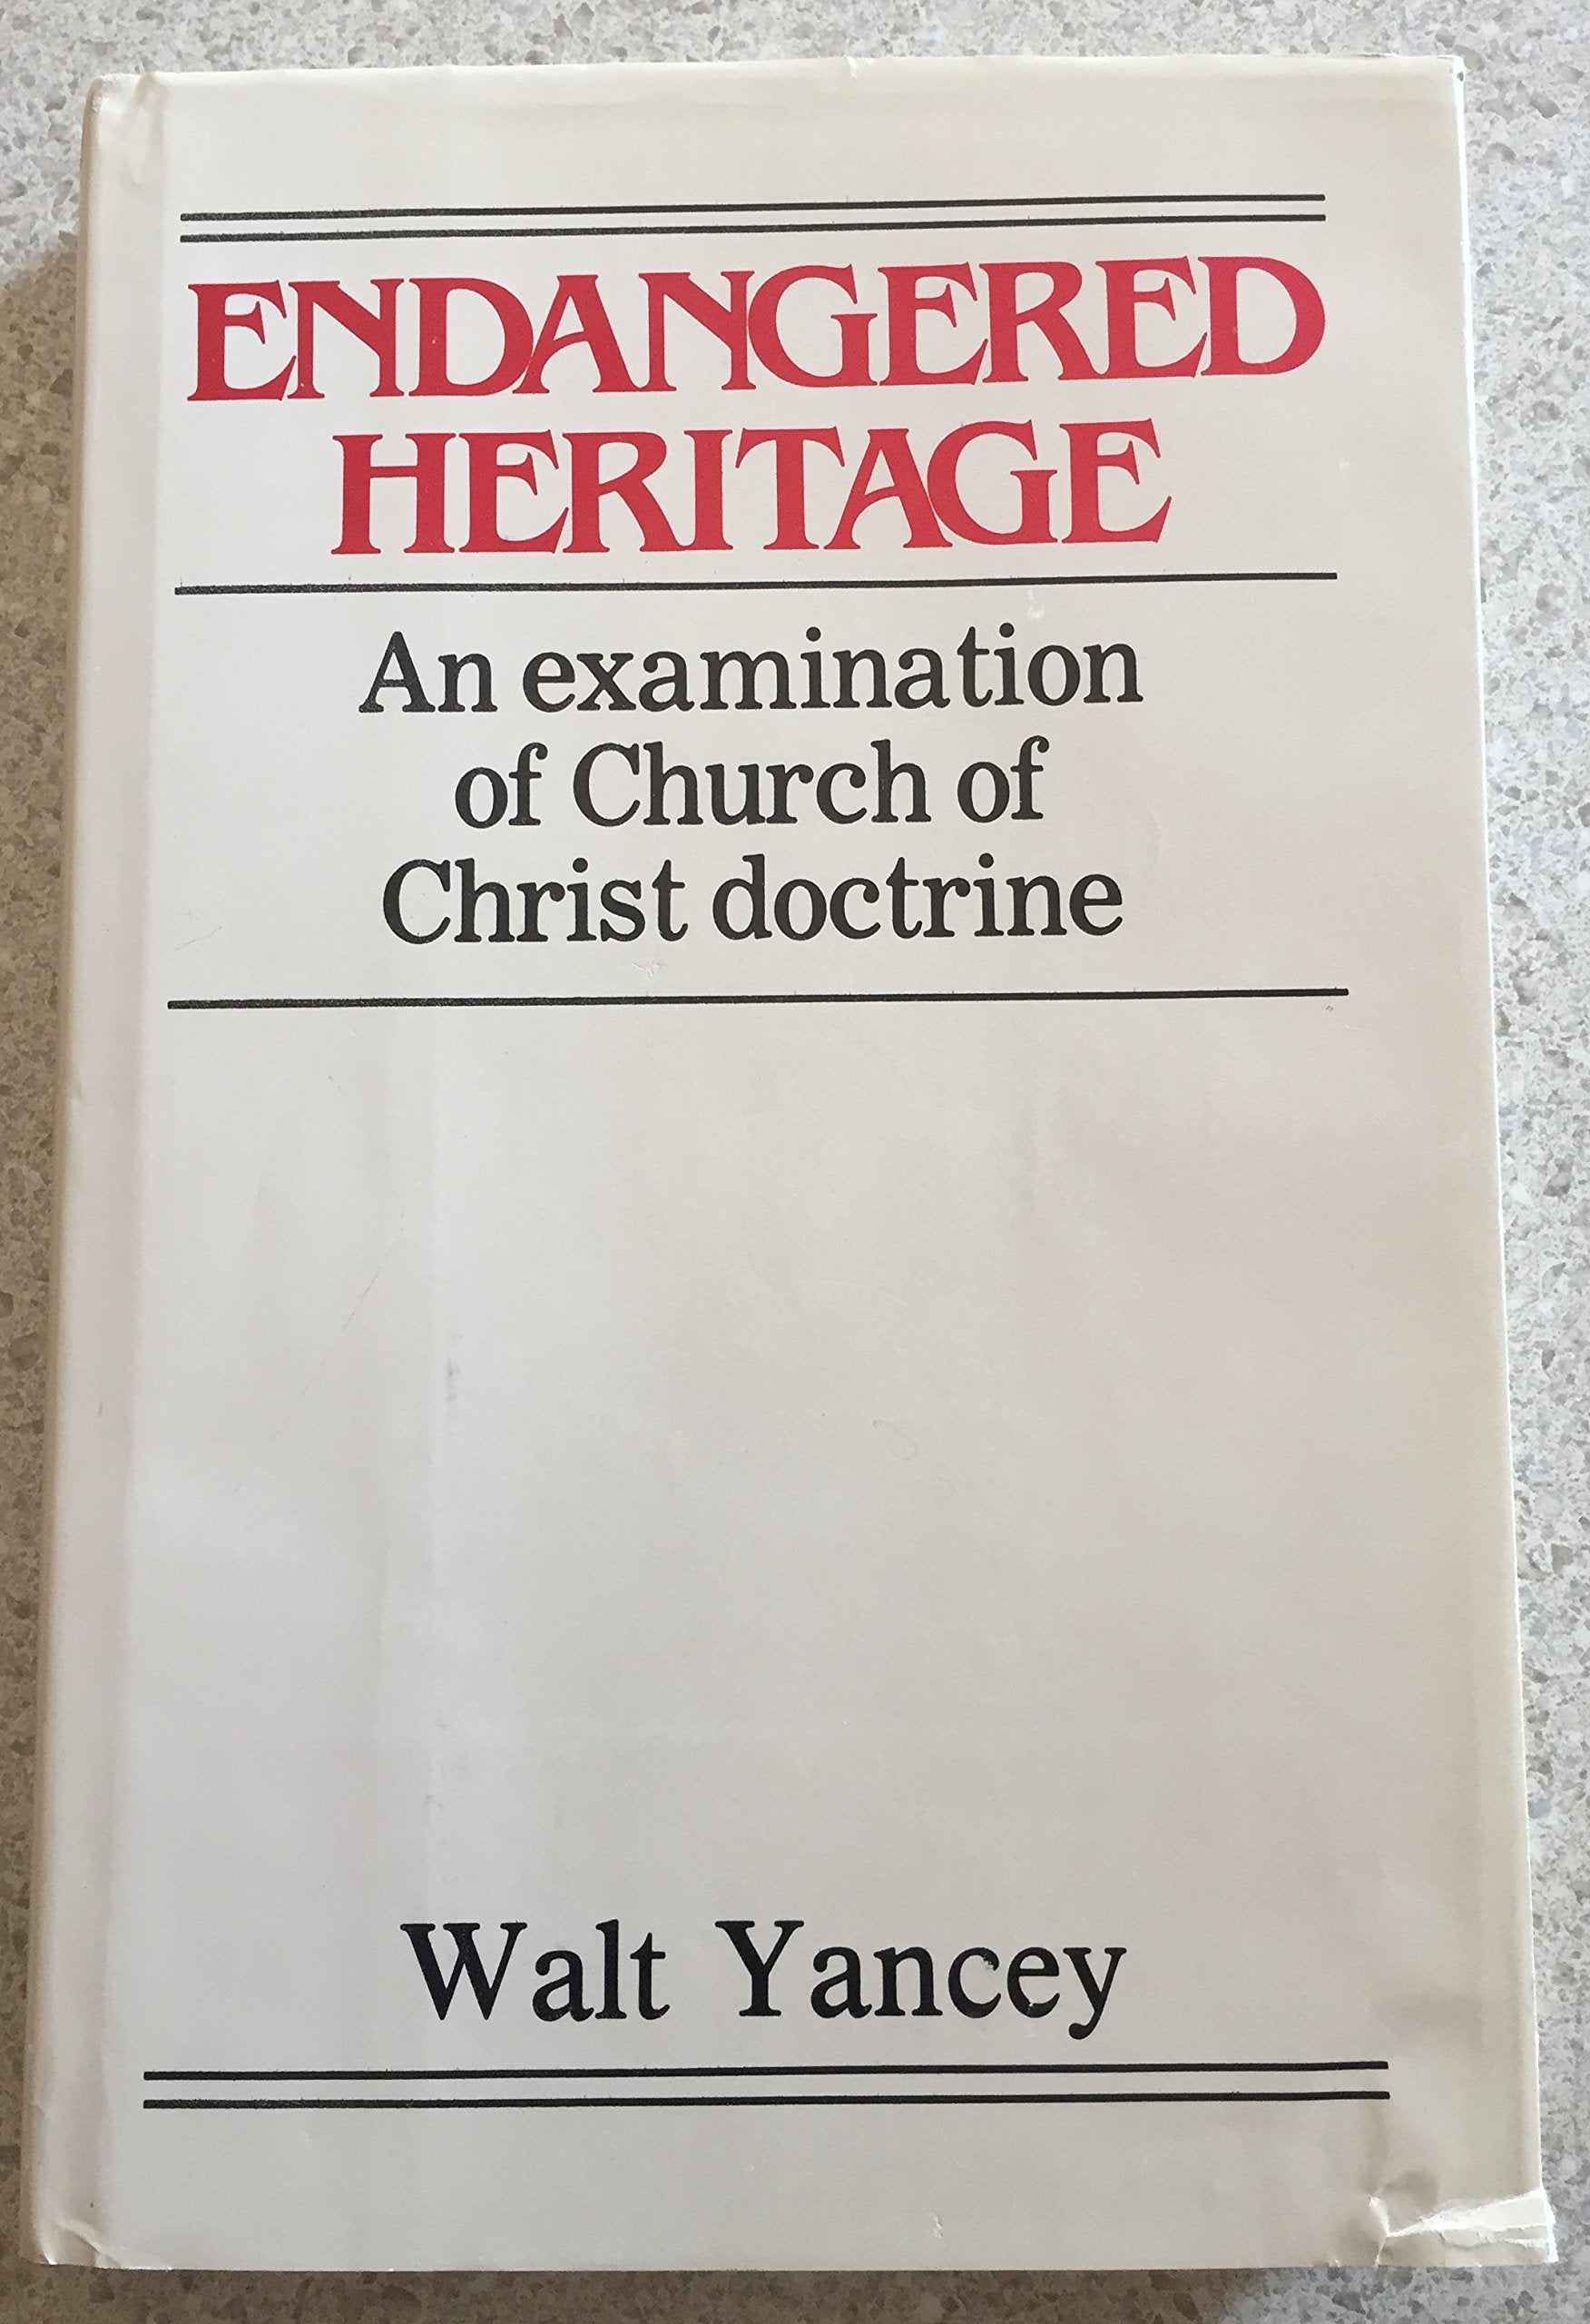 ENDANGERED
HERITAGE
An examination
of Church of
Christ doctrine
Walt Yancey